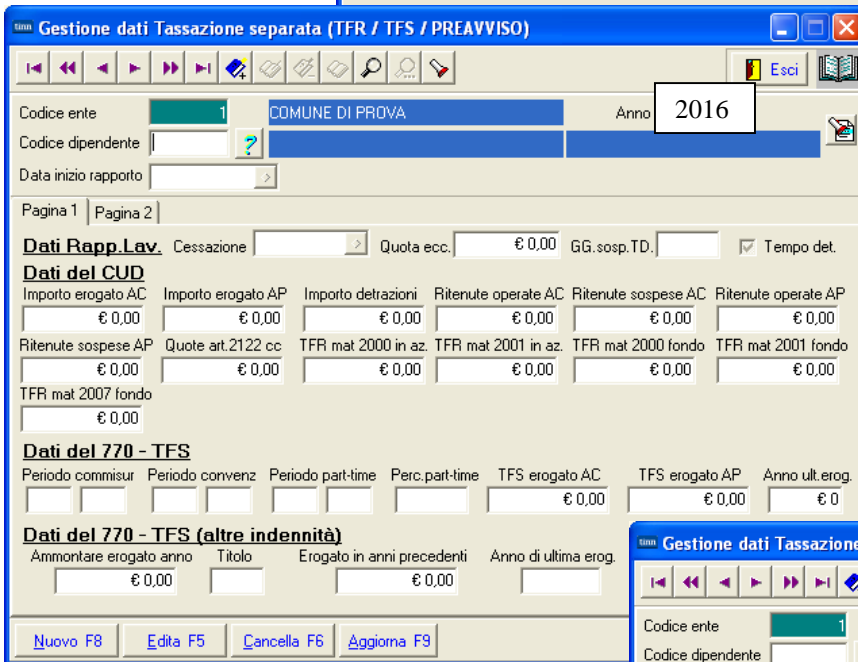 tinn Gestione dati Tassazione separata (TFR / TFS / PREAVVISO)
Esci
Codice ente 1 COMUNE DI PROVA Anno 2016
Codice dipendente ?
Data inizio rapporto
Pagina 1 Pagina 2
Dati Rapp.Lav. Cessazione Quota ecc. € 0,00 GG.sosp.TD. Tempo det.
Dati del CUD
Importo erogato AC Importo erogato AP Importo detrazioni Ritenute operate AC Ritenute sospese AC Ritenute operate AP
€ 0,00 € 0,00 € 0,00 € 0,00 € 0,00 € 0,00
Ritenute sospese AP Quote art.2122 cc TFR mat 2000 in az. TFR mat 2001 in az. TFR mat 2000 fondo TFR mat 2001 fondo
€ 0,00 € 0,00 € 0,00 € 0,00 € 0,00 € 0,00
TFR mat 2007 fondo
€ 0,00
Dati del 770 - TFS
Periodo commisur Periodo convenz Periodo part-time Perc.part-time TFS erogato AC TFS erogato AP Anno ult.erog.
€ 0,00 € 0,00 € 0
Dati del 770 - TFS (altre indennità)
Ammontare erogato anno Titolo Erogato in anni precedenti Anno di ultima erog.
€ 0,00 € 0,00
Nuovo F8 Edita F5 Cancella F6 Aggiorna F9
tinn Gestione dati Tassazione
Codice ente 1
Codice dipendente